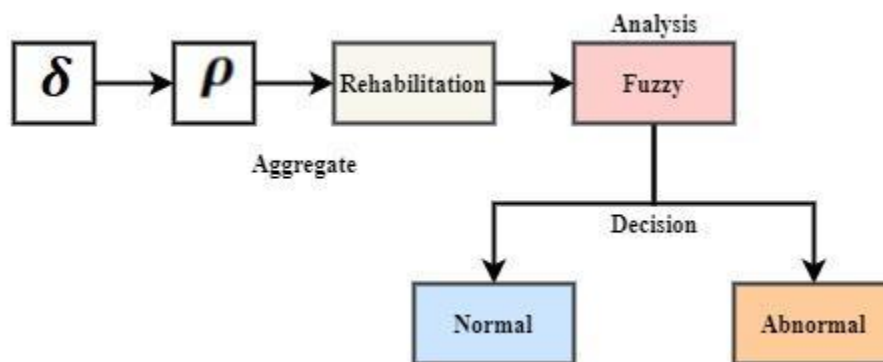 Analysis
δ
ρ
Rehabilitation
Fuzzy
Aggregate
Decision
Normal
Abnormal